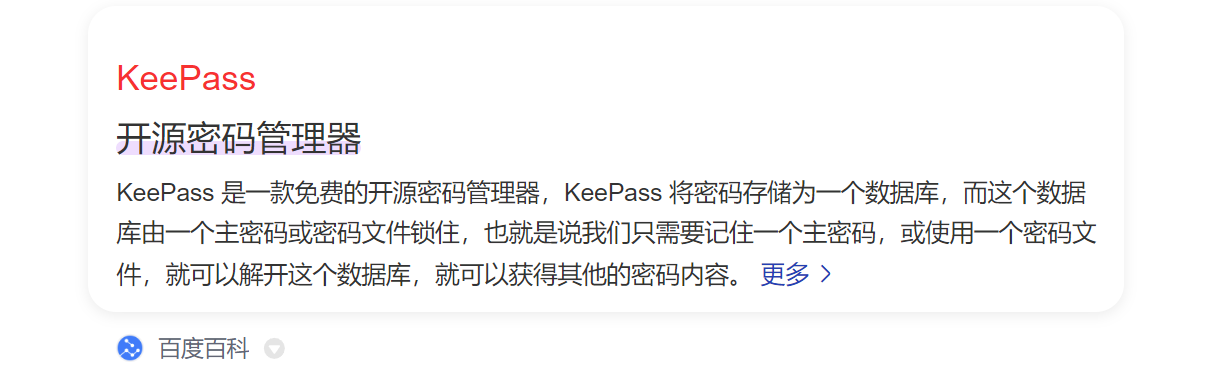 KeePass
开源密码管理器
KeePass 是一款免费的开源密码管理器，KeePass 将密码存储为一个数据库，而这个数据
库由一个主密码或密码文件锁住，也就是说我们只需要记住一个主密码，或使用一个密码文
件，就可以解开这个数据库，就可以获得其他的密码内容。 更多 >
百度百科